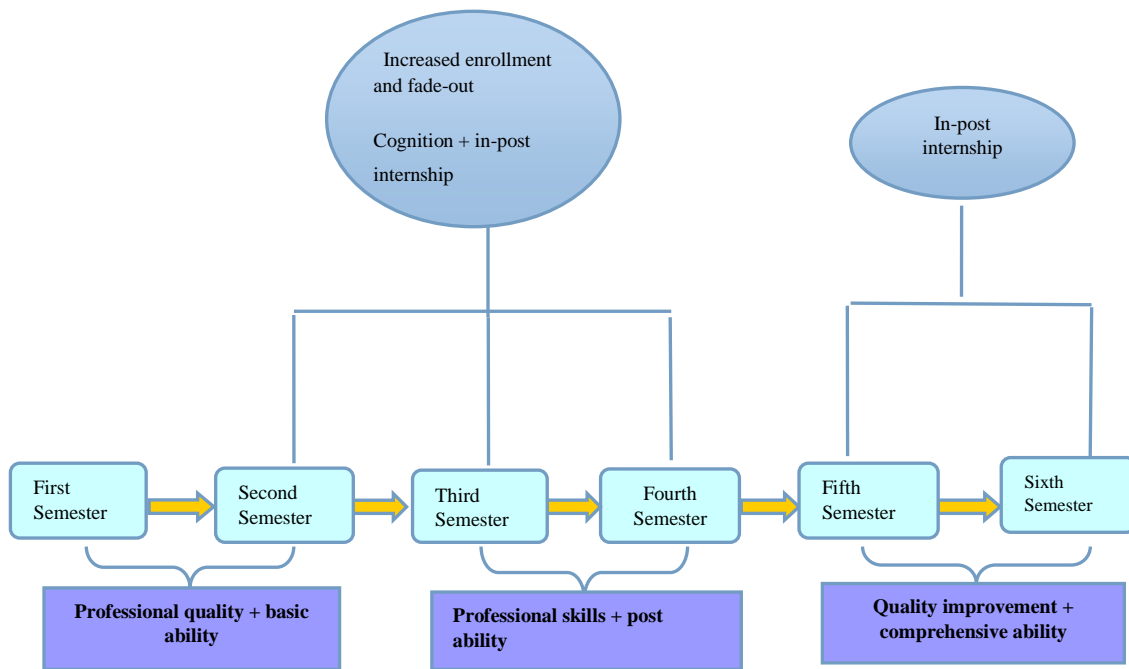 Increased enrollment
and fade-out
Cognition + in-post
internship
In-post
internship
First
Semester
Second
Semester
Third
Semester
Fourth
Semester
Fifth
Semester
Sixth
Semester
Professional quality + basic
ability
Professional skills + post
ability
Quality improvement +
comprehensive ability